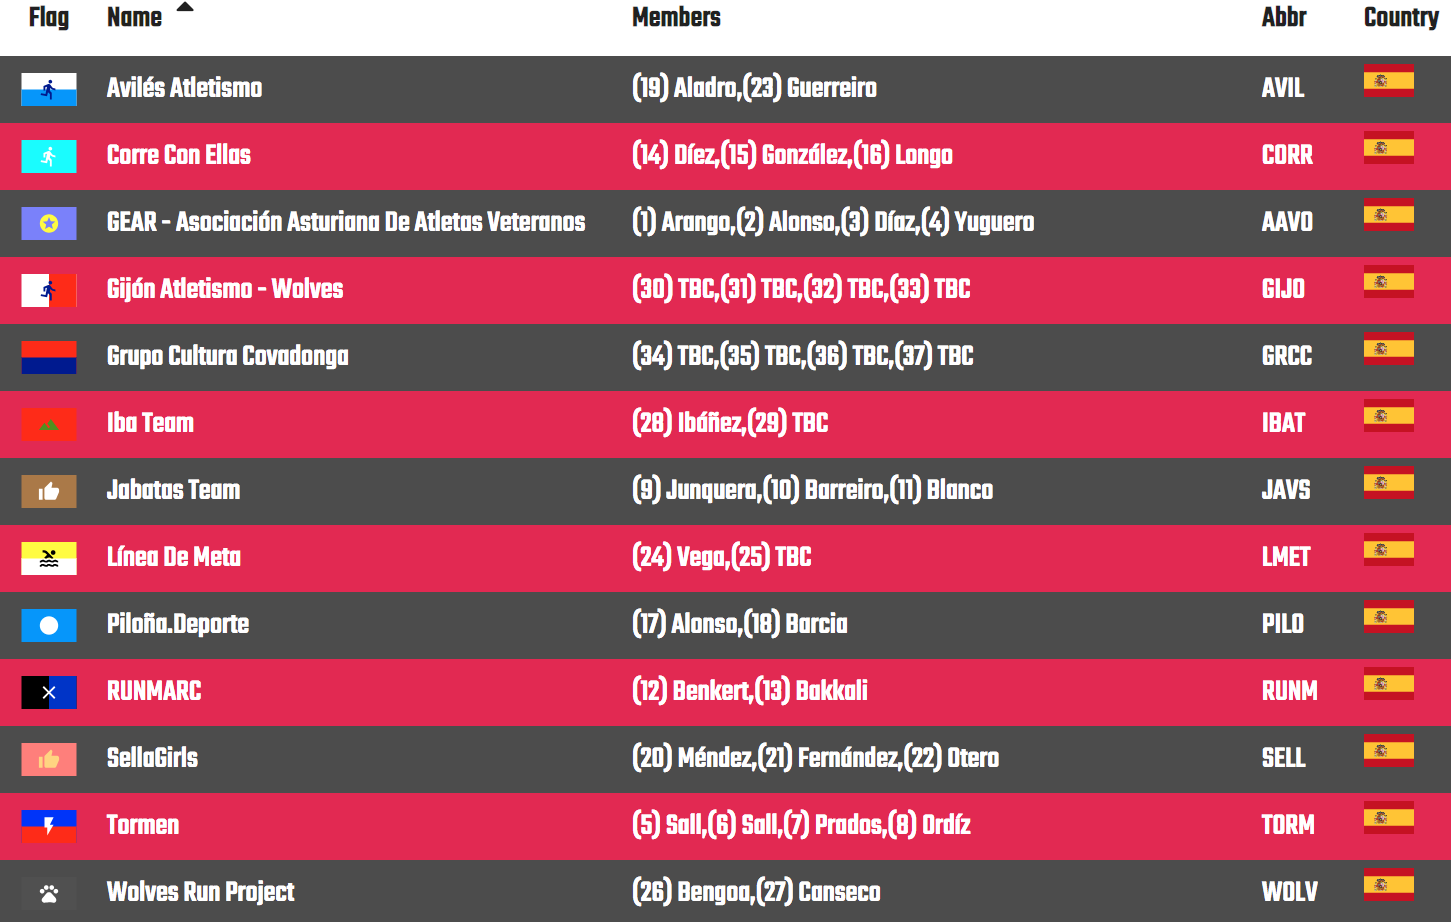 Flag Name Members Abbr Country
Avilés Atletismo (19) Aladro,(23) Guerreiro AVIL
Corre Con Ellas (14) Díez,(15) González,(16) Longo CORR
GEAR - Asociación Asturiana De Atletas Veteranos (1) Arango,(2) Alonso,(3) Díaz,(4) Yuguero AAVO
Gijón Atletismo - Wolves (30) TBC,(31) TBC,(32) TBC,(33) TBC GIJO
Grupo Cultura Covadonga (34) TBC,(35) TBC,(36) TBC,(37) TBC GRCC
Iba Team (28) Ibáñez,(29) TBC IBAT
Jabatas Team (9) Junquera,(10) Barreiro,(11) Blanco JAVS
Línea De Meta (24) Vega,(25) TBC LMET
Piloña.Deporte (17) Alonso,(18) Barcia PILO
RUNMARC (12) Benkert,(13) Bakkali RUNM
SellaGirls (20) Méndez,(21) Fernández,(22) Otero SELL
Tormen (5) Sall,(6) Sall,(7) Prados,(8) Ordíz TORM
Wolves Run Project (26) Bengoa,(27) Canseco WOLV